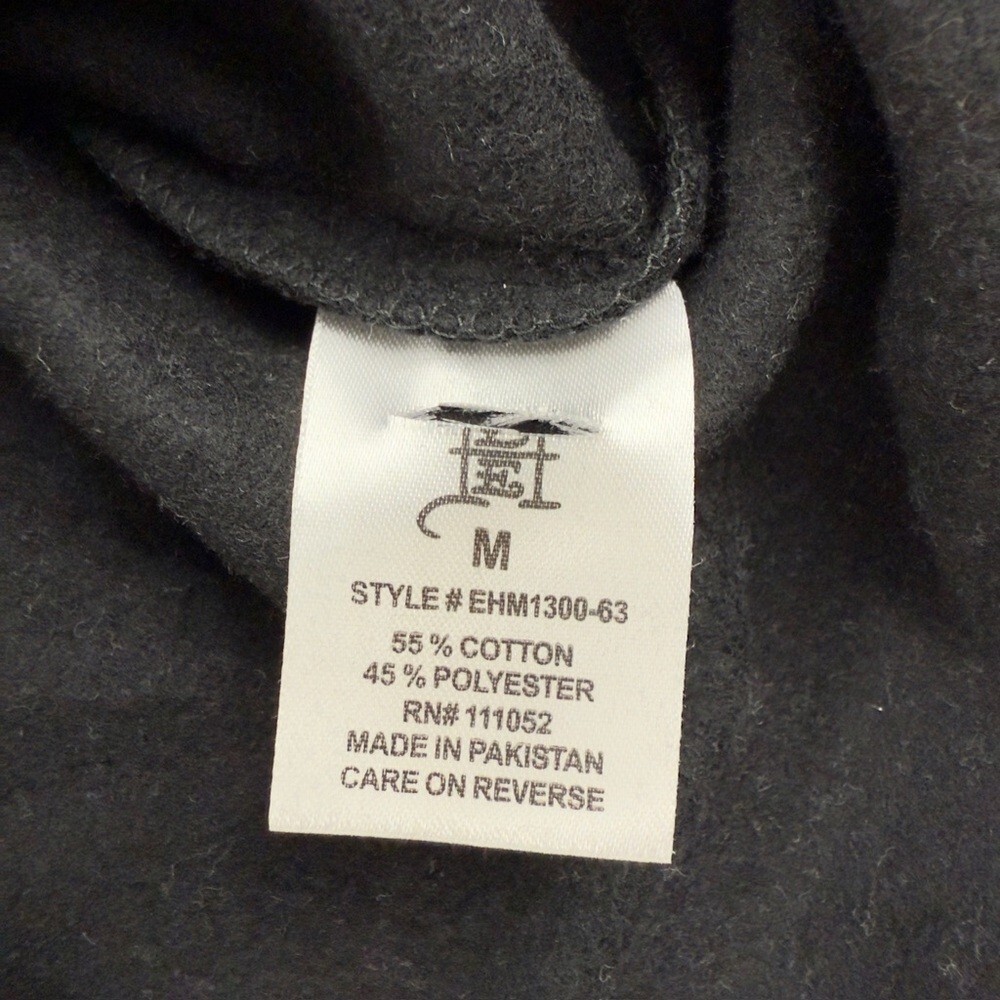 M
STYLE # EHM1300-63
55 % COTTON
45 % POLYESTER
RN# 111052
MADE IN PAKISTAN
CARE ON REVERSE